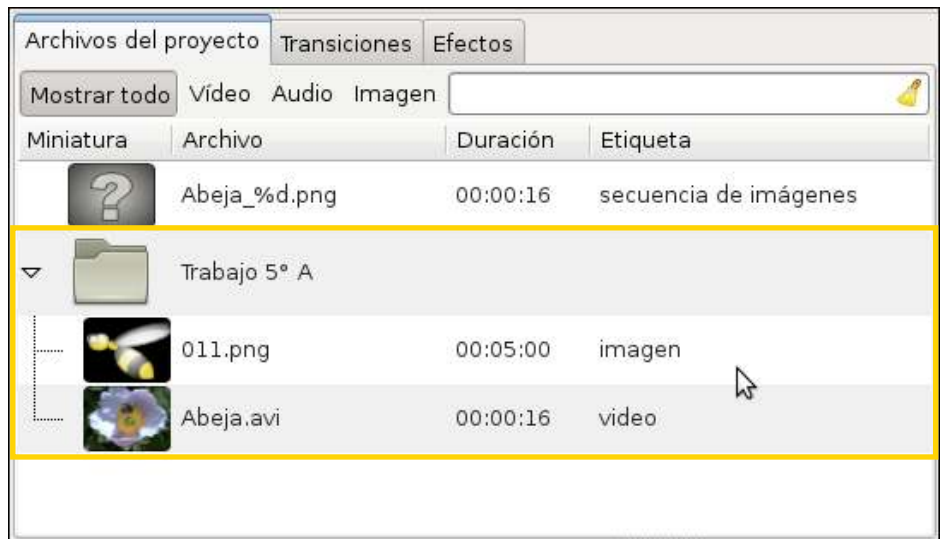 Archivos del proyecto Transiciones Efectos
Mostrar todo Vídeo Audio Imagen
Miniatura Archivo Duración Etiqueta
Abeja_%d.png 00:00:16 secuencia de imágenes
Trabajo 5° A
011.png 00:05:00 imagen
Abeja.avi 00:00:16 video